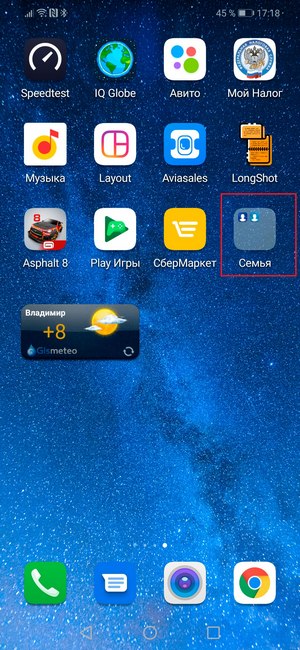 45 % 17:18
Speedtest IQ Globe Авито Мой Налог
Музыка Layout Aviasales LongShot
8
Asphalt 8 Play Игры СберМаркет Семья
Владимир
+8
Gismeteo